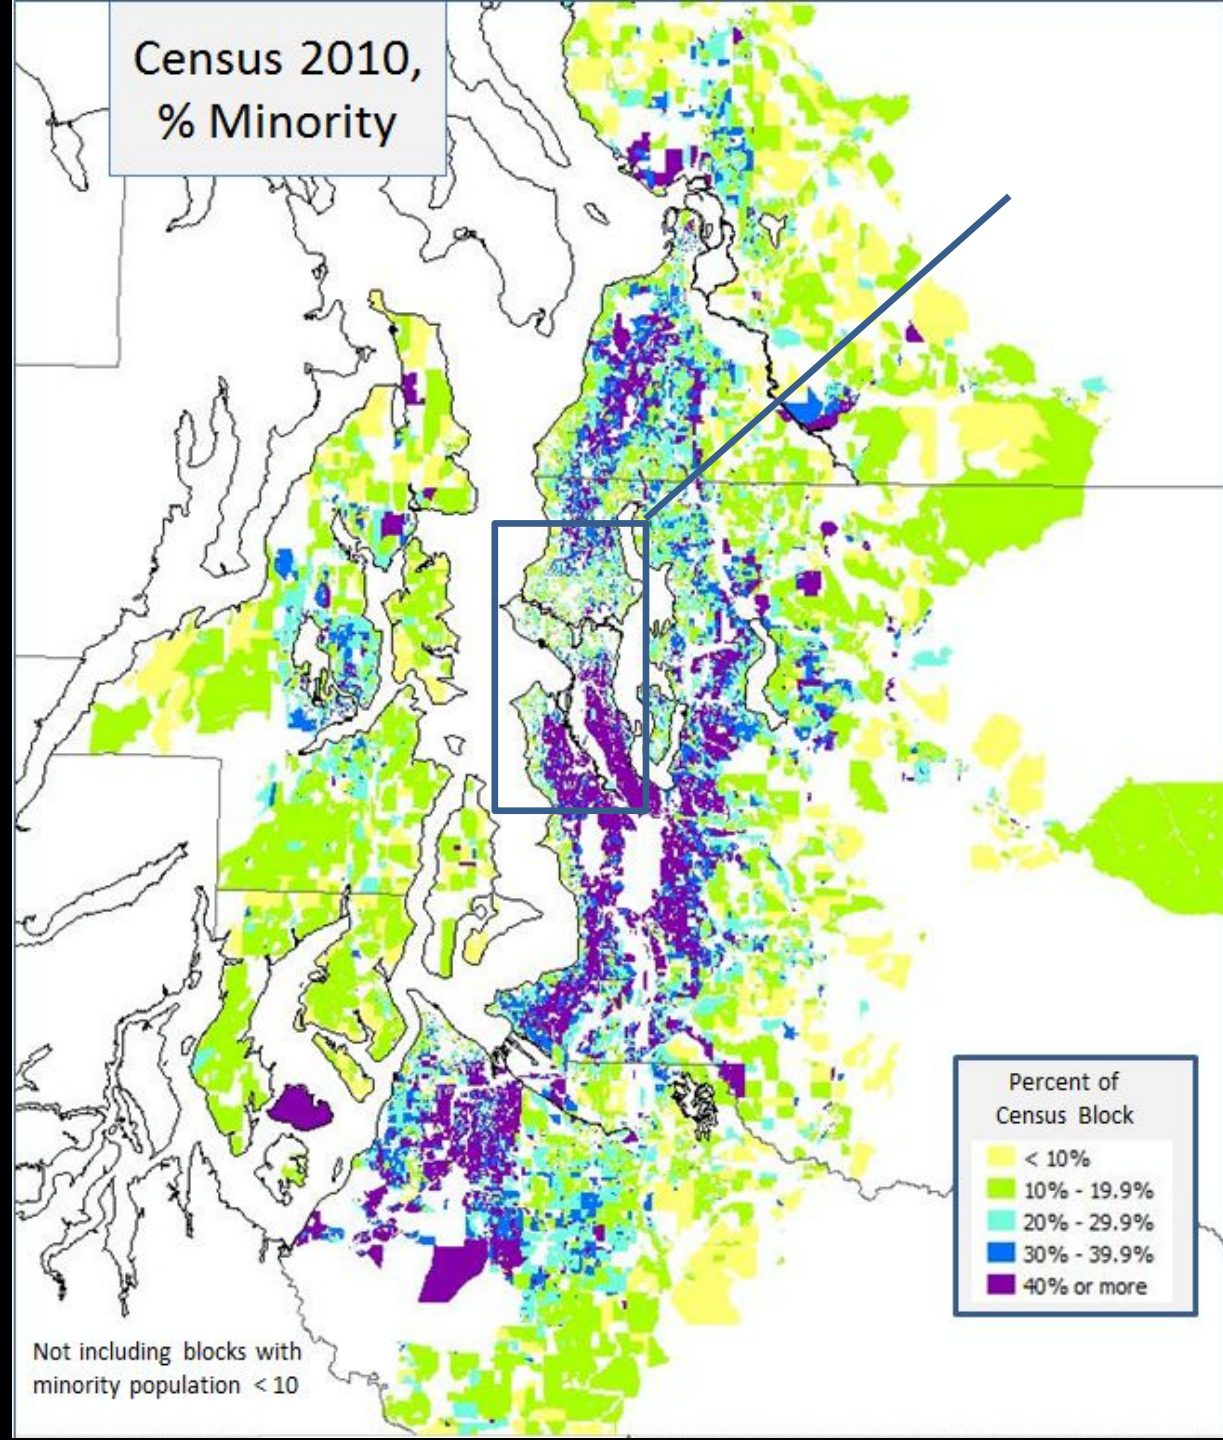 Census 2010,
% Minority
Percent of
Census Block
< 10%
10% - 19.9%
20% - 29.9%
30% - 39.9%
40% or more
Not including blocks with
minority population < 10